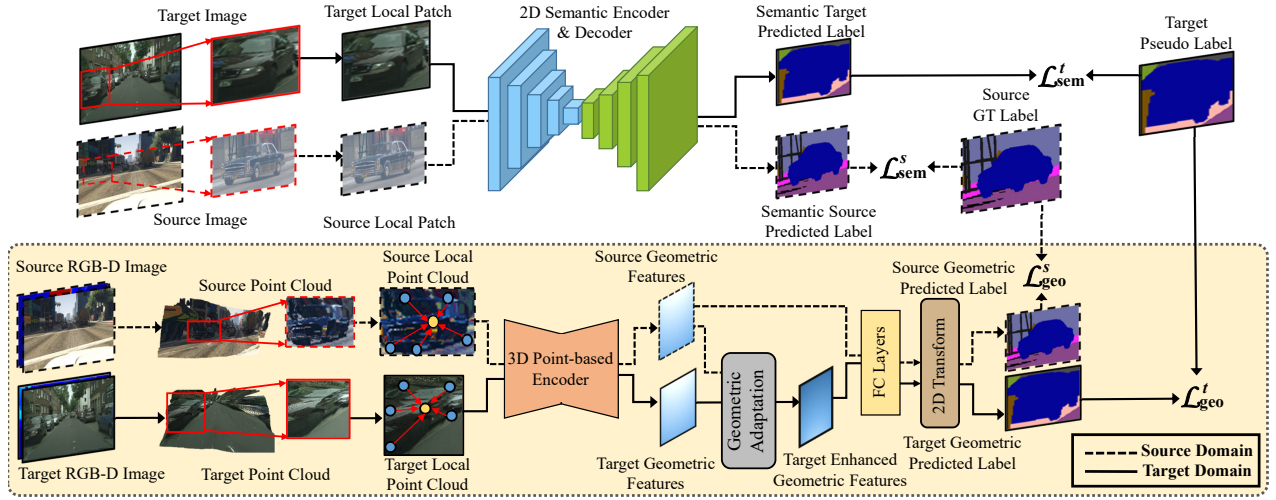 Target Image
Target Local Patch
2D Semantic Encoder
& Decoder
Semantic Target
Predicted Label
Target
Pseudo Label
ℒ^t_sem
Source
GT Label
ℒ^s_sem
Source Image
Source Local Patch
Semantic Source
Predicted Label
Source RGB-D Image
Source Point Cloud
Source Local
Point Cloud
Source Geometric
Features
Source Geometric
Predicted Label
ℒ^s_geo
3D Point-based
Encoder
Geometric
Adaptation
FC Layers
2D Transform
ℒ^t_geo
Target RGB-D Image
Target Point Cloud
Target Local
Point Cloud
Target Geometric
Features
Target Enhanced
Geometric Features
Target Geometric
Predicted Label
Source Domain
Target Domain